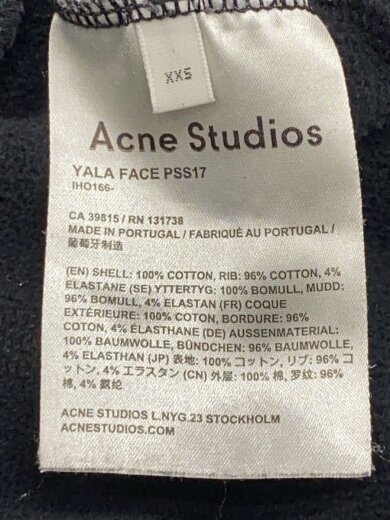 XXS
Acne Studios
YALA FACE PSS17
IHO166-
CA 39815 / RN 131738
MADE IN PORTUGAL / FABRIQUÉ AU PORTUGAL /
葡萄牙制造
(EN) SHELL: 100% COTTON, RIB: 96% COTTON, 4%
ELASTANE (SE) YTTERTYG: 100% BOMULL, MUDD:
96% BOMULL, 4% ELASTAN (FR) COQUE
EXTÉRIEURE: 100% COTON, BORDURE: 96%
COTON, 4% ÉLASTHANE (DE) AUSSENMATERIAL:
100% BAUMWOLLE, BÜNDCHEN: 96% BAUMWOLLE,
4% ELASTHAN (JP) 表地: 100% コットン, リブ: 96% コ
ットン, 4% エラスタン (CN) 外层: 100% 棉, 罗纹: 96%
棉, 4% 氨纶
ACNE STUDIOS L.NYG.23 STOCKHOLM
ACNESTUDIOS.COM